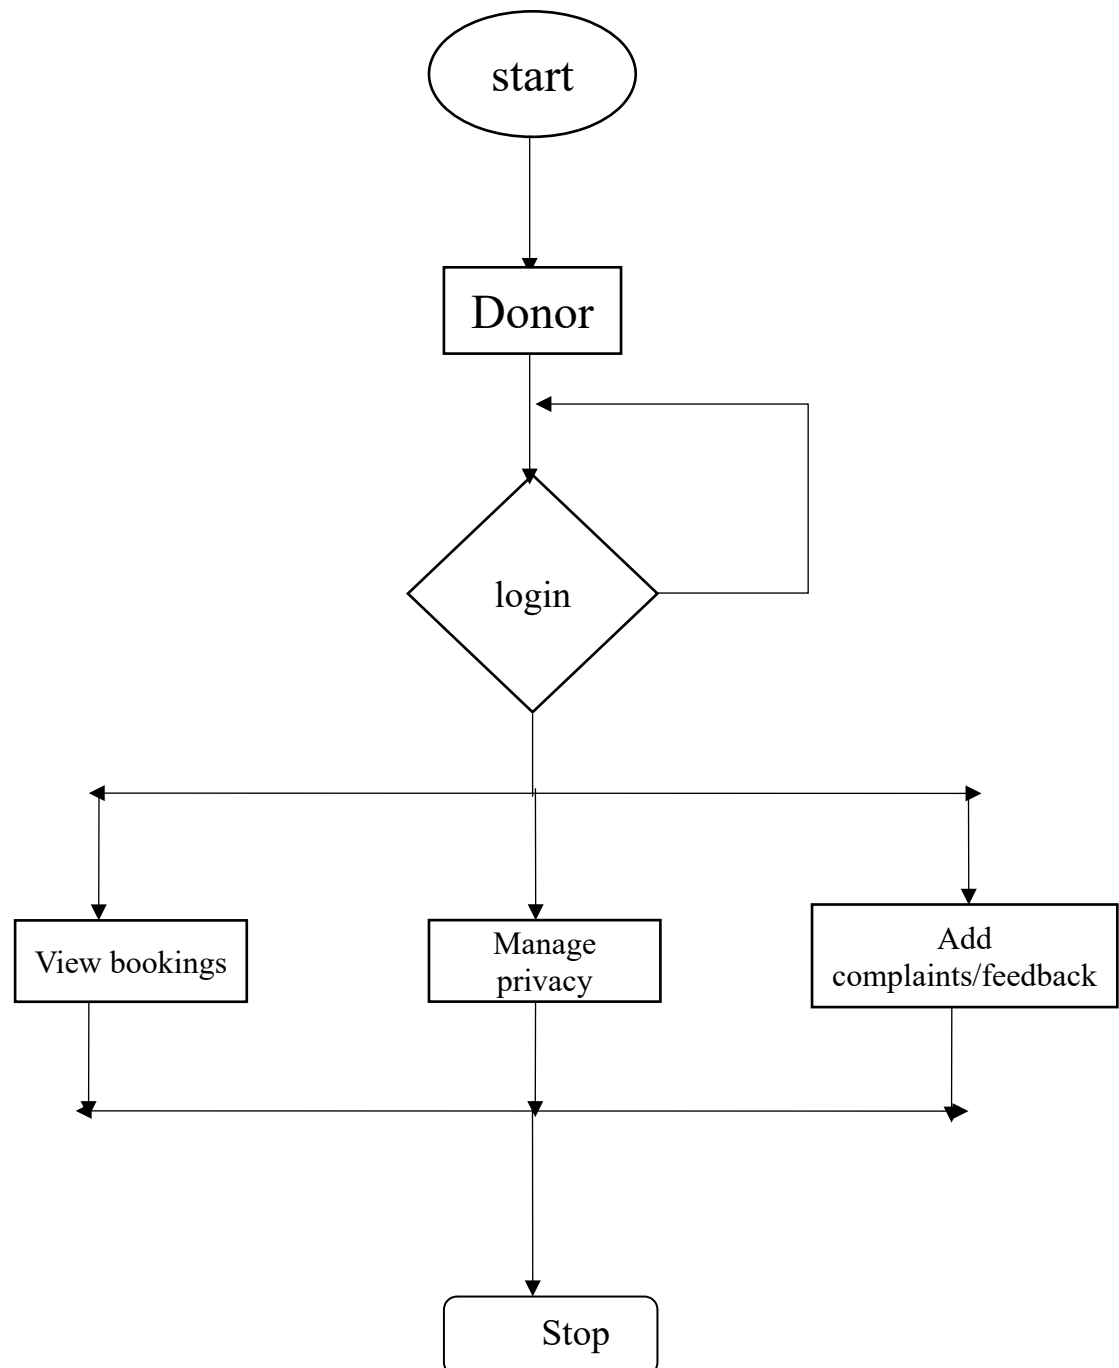 start
Donor
login
View bookings
Manage
privacy
Add
complaints/feedback
Stop